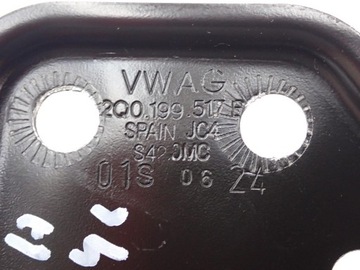 VWAG
2Q0.199.517.E
SPAIN JC4
S420MC
01S 06 24